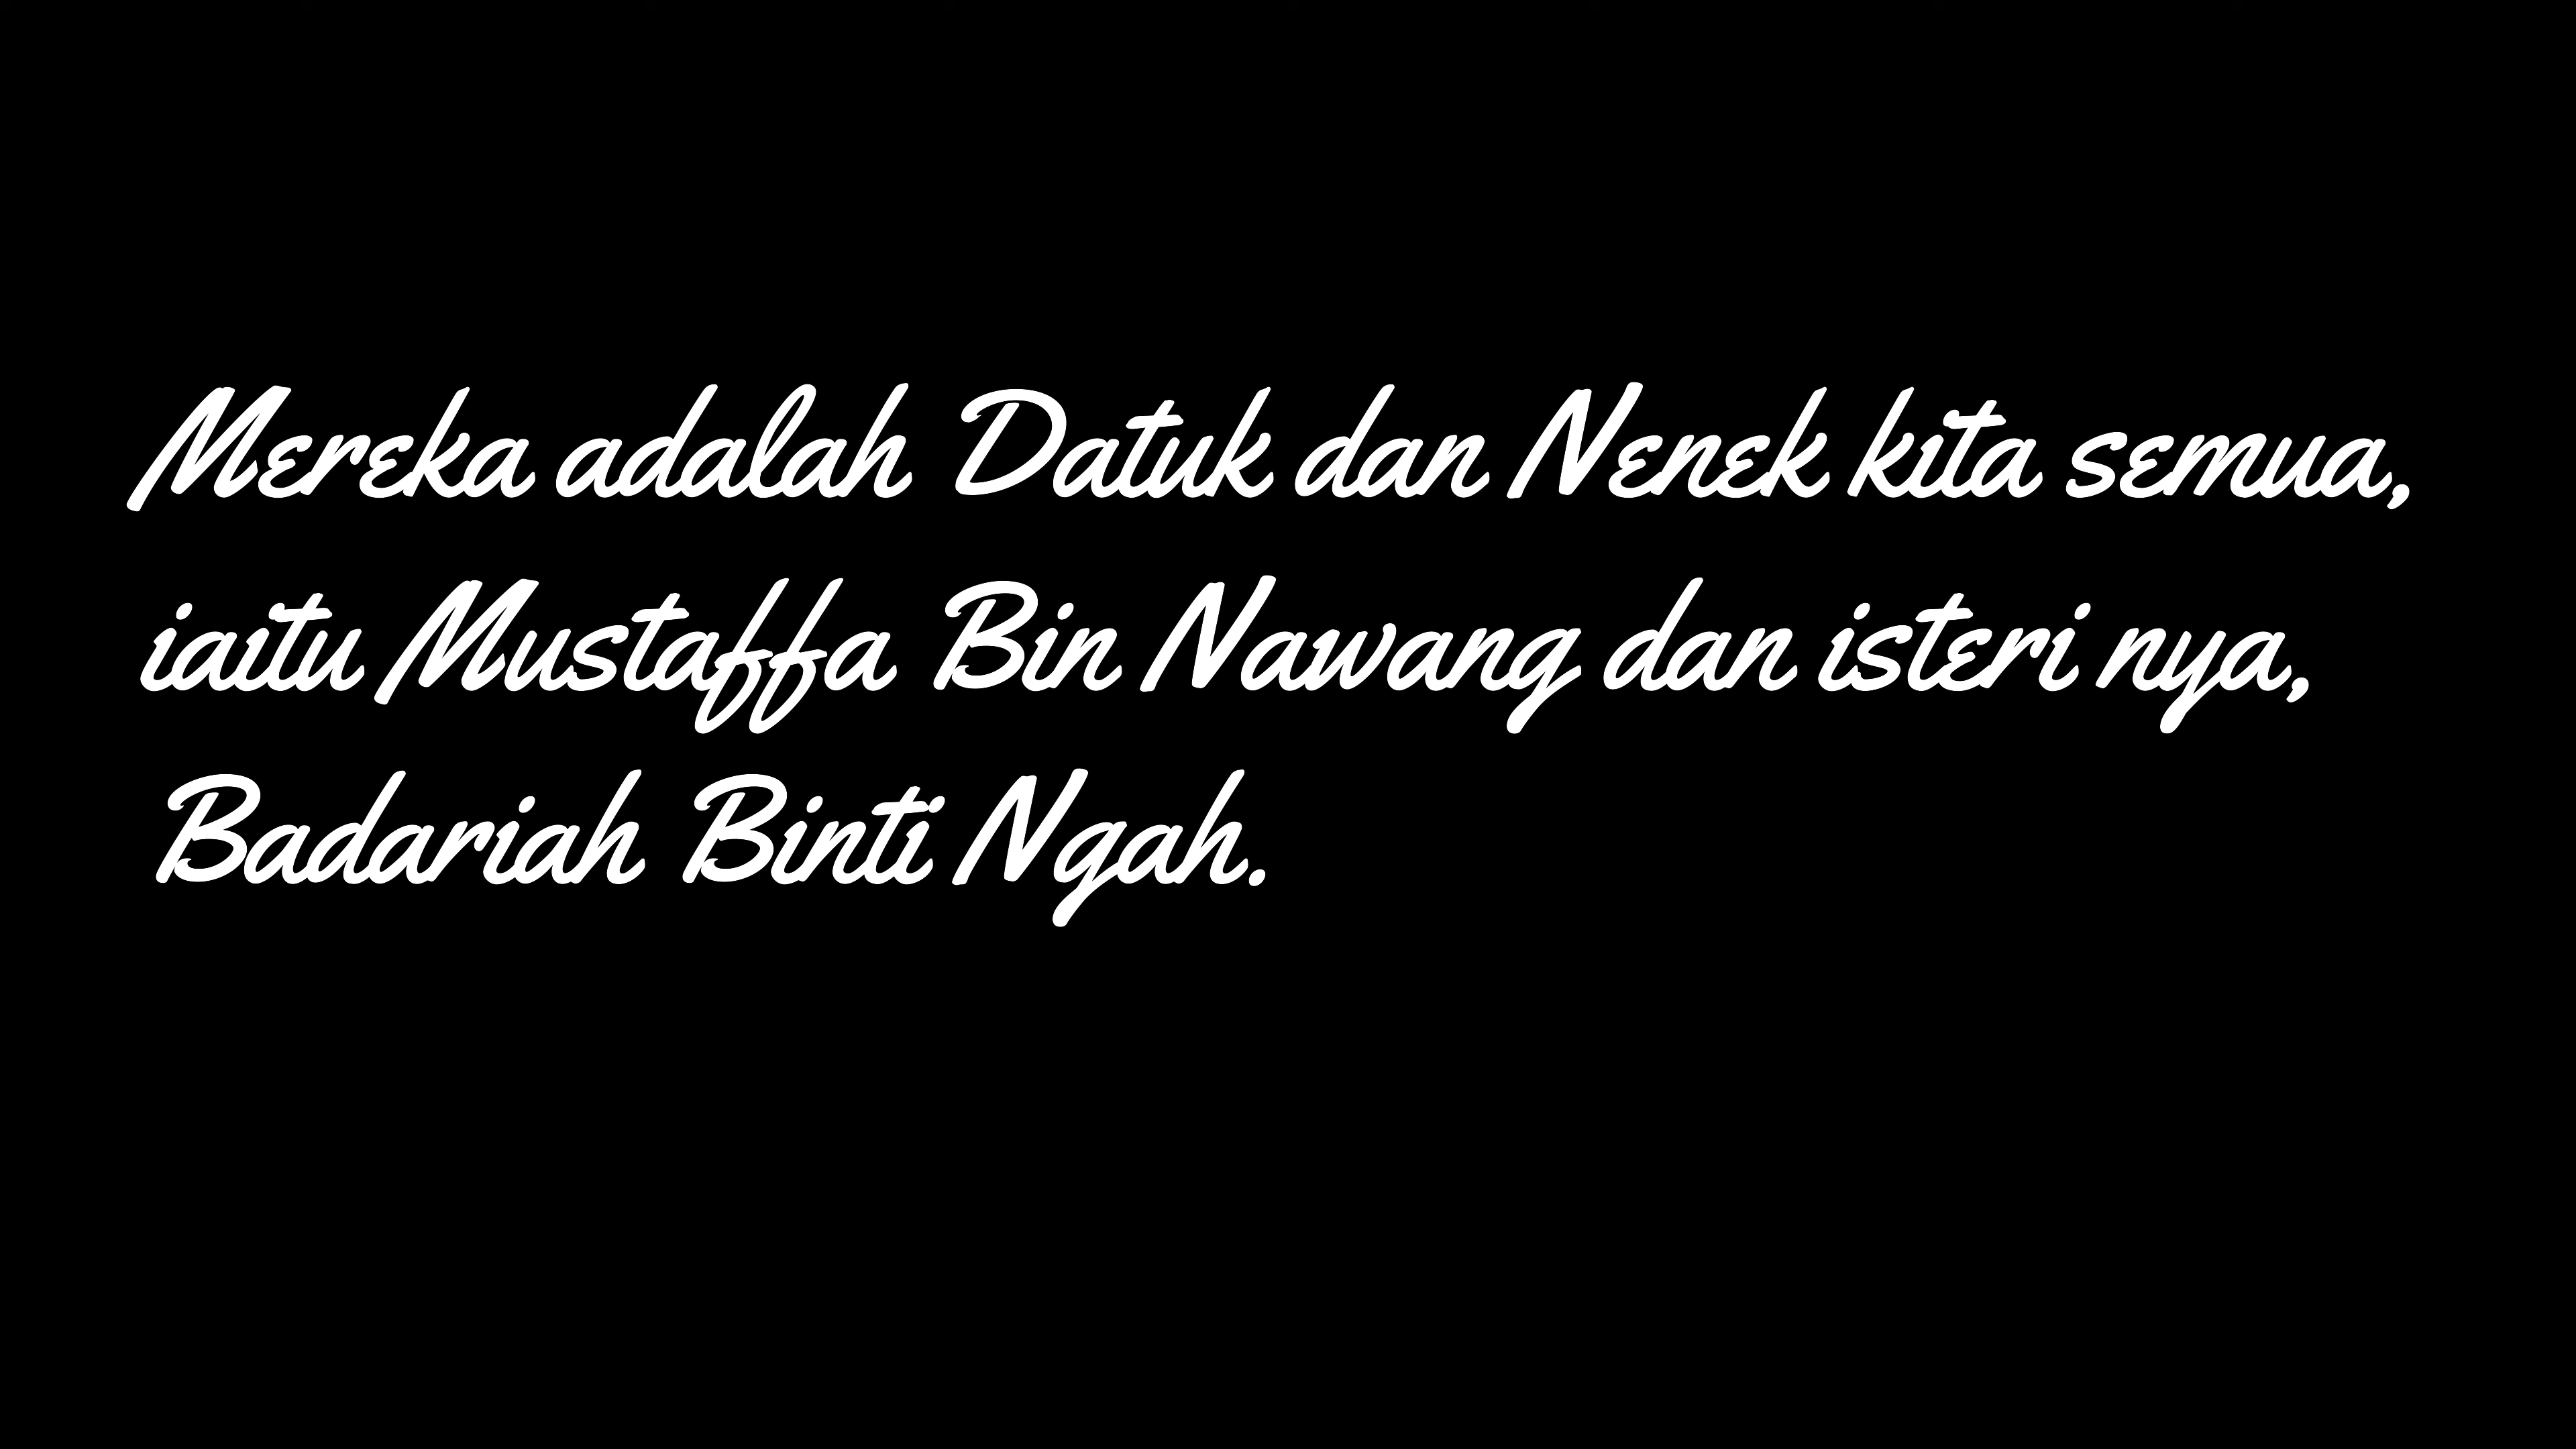 Mereka adalah Datuk dan Nenek kita semua,
iaitu Mustaffa Bin Nawang dan isteri nya,
Badariah Binti Ngah.